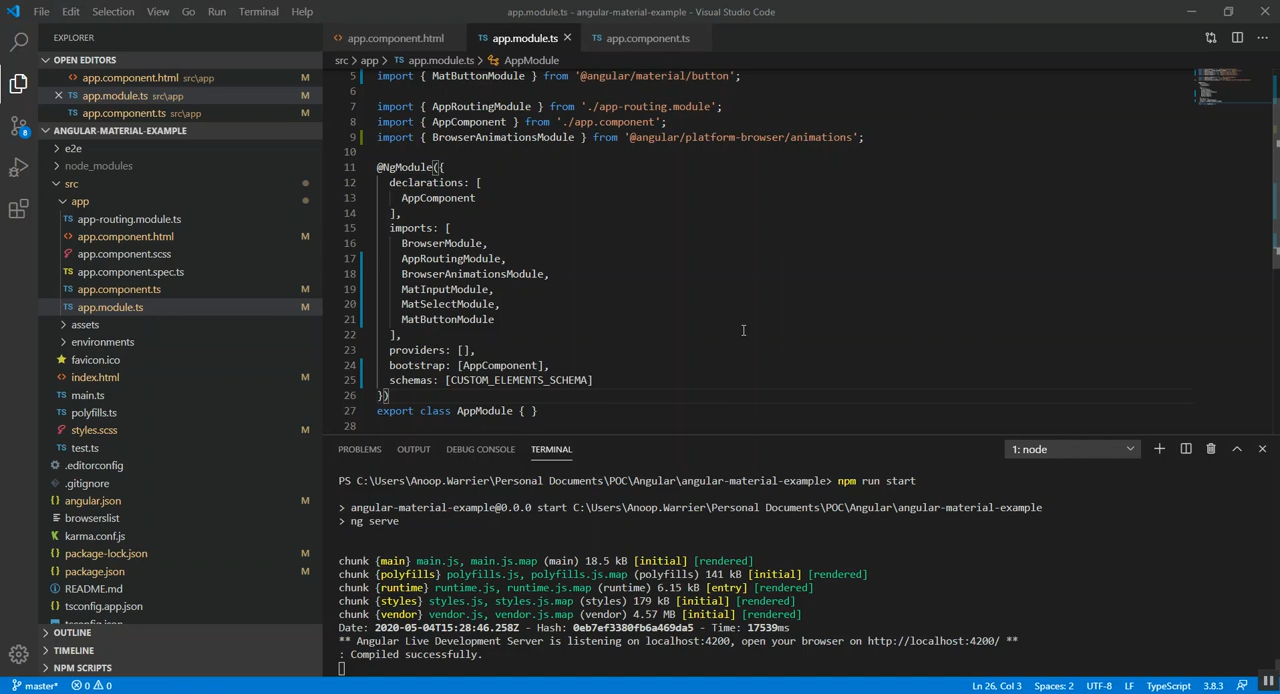 File Edit Selection View Go Run Terminal Help
app.module.ts - angular-material-example - Visual Studio Code
EXPLORER
OPEN EDITORS
app.component.html src\app M
app.module.ts src\app M
app.component.ts src\app M
ANGULAR-MATERIAL-EXAMPLE
e2e
node_modules
src
app
TS app-routing.module.ts
app.component.html M
app.component.scss
TS app.component.spec.ts
TS app.component.ts M
TS app.module.ts M
assets
environments
favicon.ico
index.html M
TS main.ts
TS polyfills.ts
styles.scss M
TS test.ts
.editorconfig
.gitignore
angular.json M
browserslist
karma.conf.js
package-lock.json M
package.json M
README.md
tsconfig.app.json
OUTLINE
TIMELINE
NPM SCRIPTS
8
app.component.html TS app.module.ts TS app.component.ts
src > app > TS app.module.ts > AppModule
5 import { MatButtonModule } from '@angular/material/button';
6
7 import { AppRoutingModule } from './app-routing.module';
8 import { AppComponent } from './app.component';
9 import { BrowserAnimationsModule } from '@angular/platform-browser/animations';
10
11 @NgModule({
12 declarations: [
13 AppComponent
14 ],
15 imports: [
16 BrowserModule,
17 AppRoutingModule,
18 BrowserAnimationsModule,
19 MatInputModule,
20 MatSelectModule,
21 MatButtonModule
22 ],
23 providers: [],
24 bootstrap: [AppComponent],
25 schemas: [CUSTOM_ELEMENTS_SCHEMA]
26 })
27 export class AppModule { }
28
PROBLEMS OUTPUT DEBUG CONSOLE TERMINAL 1: node
PS C:\Users\Anoop.Warrier\Personal Documents\POC\Angular\angular-material-example> npm run start
> angular-material-example@0.0.0 start C:\Users\Anoop.Warrier\Personal Documents\POC\Angular\angular-material-example
> ng serve
chunk {main} main.js, main.js.map (main) 18.5 kB [initial] [rendered]
chunk {polyfills} polyfills.js, polyfills.js.map (polyfills) 141 kB [initial] [rendered]
chunk {runtime} runtime.js, runtime.js.map (runtime) 6.15 kB [entry] [rendered]
chunk {styles} styles.js, styles.js.map (styles) 179 kB [initial] [rendered]
chunk {vendor} vendor.js, vendor.js.map (vendor) 4.57 MB [initial] [rendered]
Date: 2020-05-04T15:28:46.258Z - Hash: 0eb7ef3380fb6a469da5 - Time: 17539ms
** Angular Live Development Server is listening on localhost:4200, open your browser on http://localhost:4200/ **
: Compiled successfully.
master* 0 0 Ln 26, Col 3 Spaces: 2 UTF-8 LF TypeScript 3.8.3